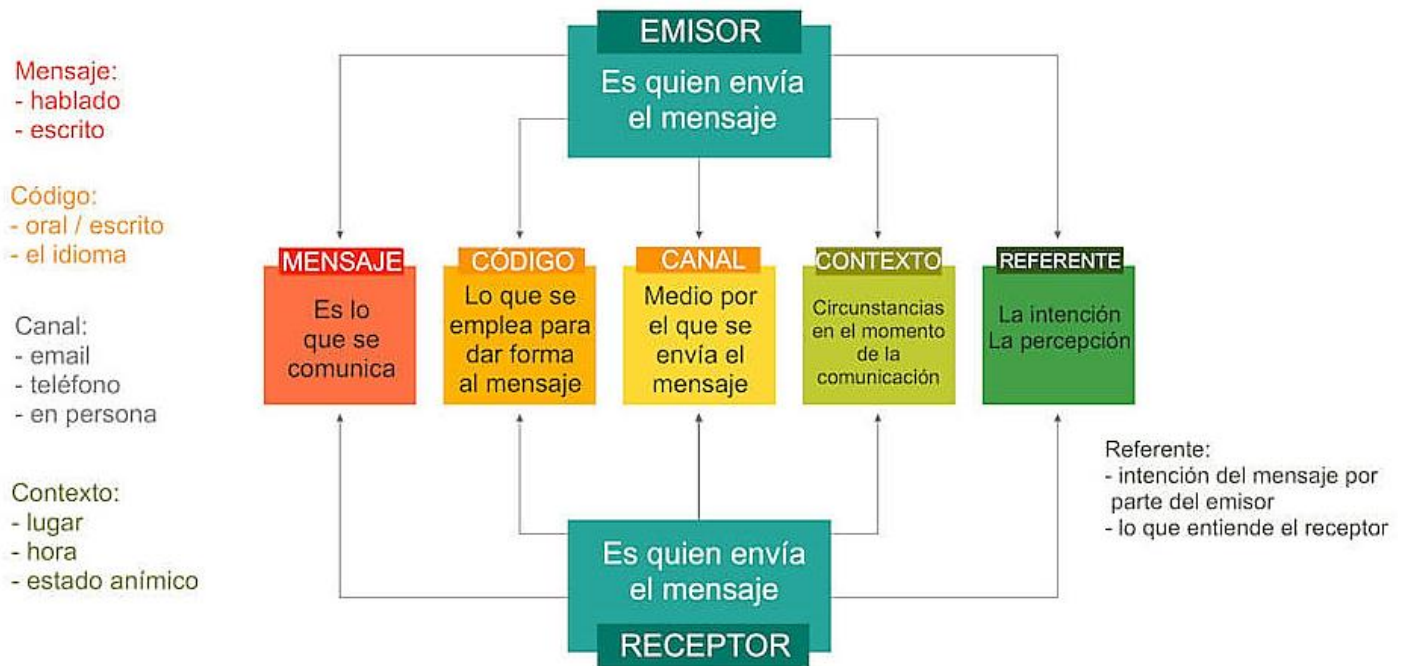 EMISOR
Es quien envía
el mensaje
Mensaje:
- hablado
- escrito
Código:
- oral / escrito
- el idioma
Canal:
- email
- teléfono
- en persona
Contexto:
- lugar
- hora
- estado anímico
MENSAJE
Es lo
que se
comunica
CÓDIGO
Lo que se
emplea para
dar forma
al mensaje
CANAL
Medio por
el que se
envía el
mensaje
CONTEXTO
Circunstancias
en el momento
de la
comunicación
REFERENTE
La intención
La percepción
Referente:
- intención del mensaje por
parte del emisor
- lo que entiende el receptor
Es quien envía
el mensaje
RECEPTOR